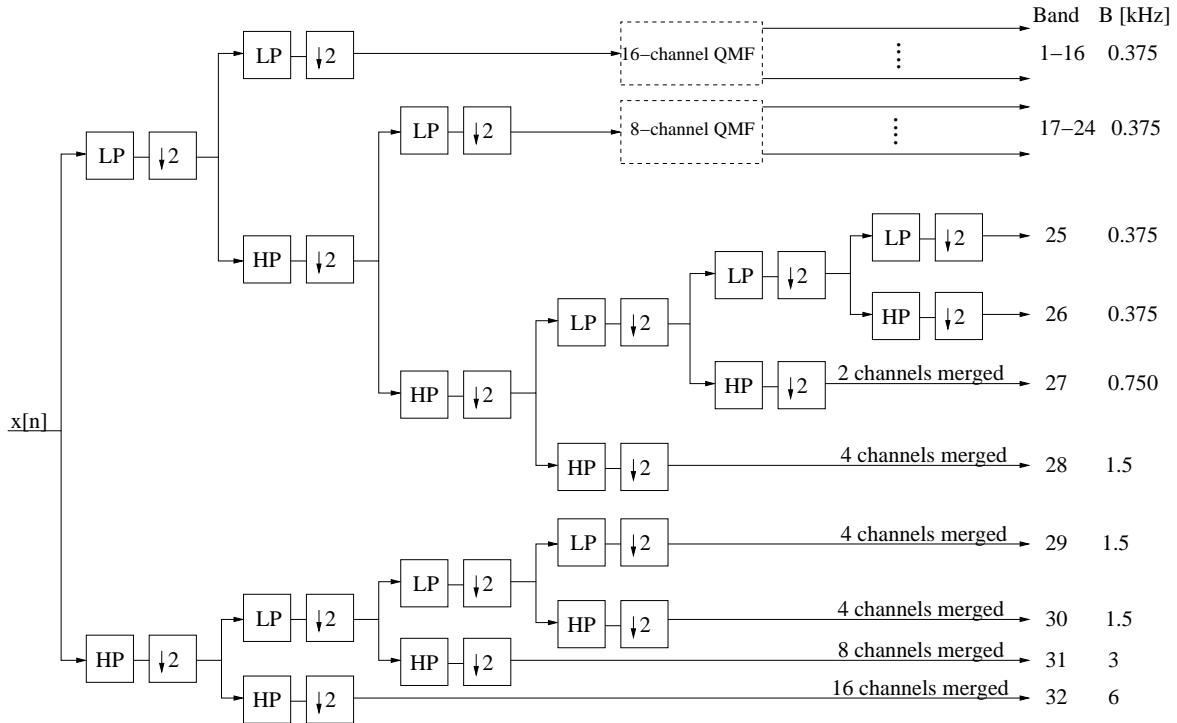 Band B [kHz]
LP ↓2 16−channel QMF 1−16 0.375
LP ↓2 LP ↓2 8−channel QMF 17−24 0.375
LP ↓2 25 0.375
HP ↓2 LP ↓2
HP ↓2 26 0.375
LP ↓2
HP ↓2 HP ↓2 2 channels merged 27 0.750
x[n]
HP ↓2 4 channels merged 28 1.5
LP ↓2 4 channels merged 29 1.5
LP ↓2
LP ↓2 HP ↓2 4 channels merged 30 1.5
HP ↓2 HP ↓2 8 channels merged 31 3
HP ↓2 16 channels merged 32 6